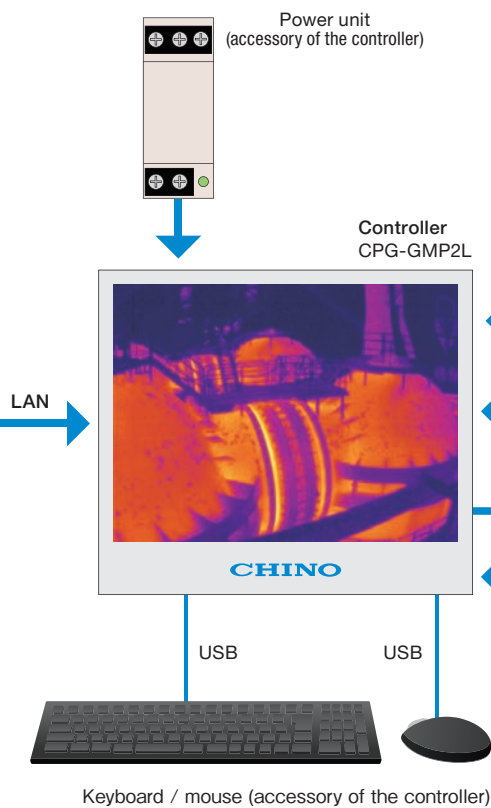 Power unit
(accessory of the controller)
Controller
CPG-GMP2L
LAN
CHINO
USB
USB
Keyboard / mouse (accessory of the controller)